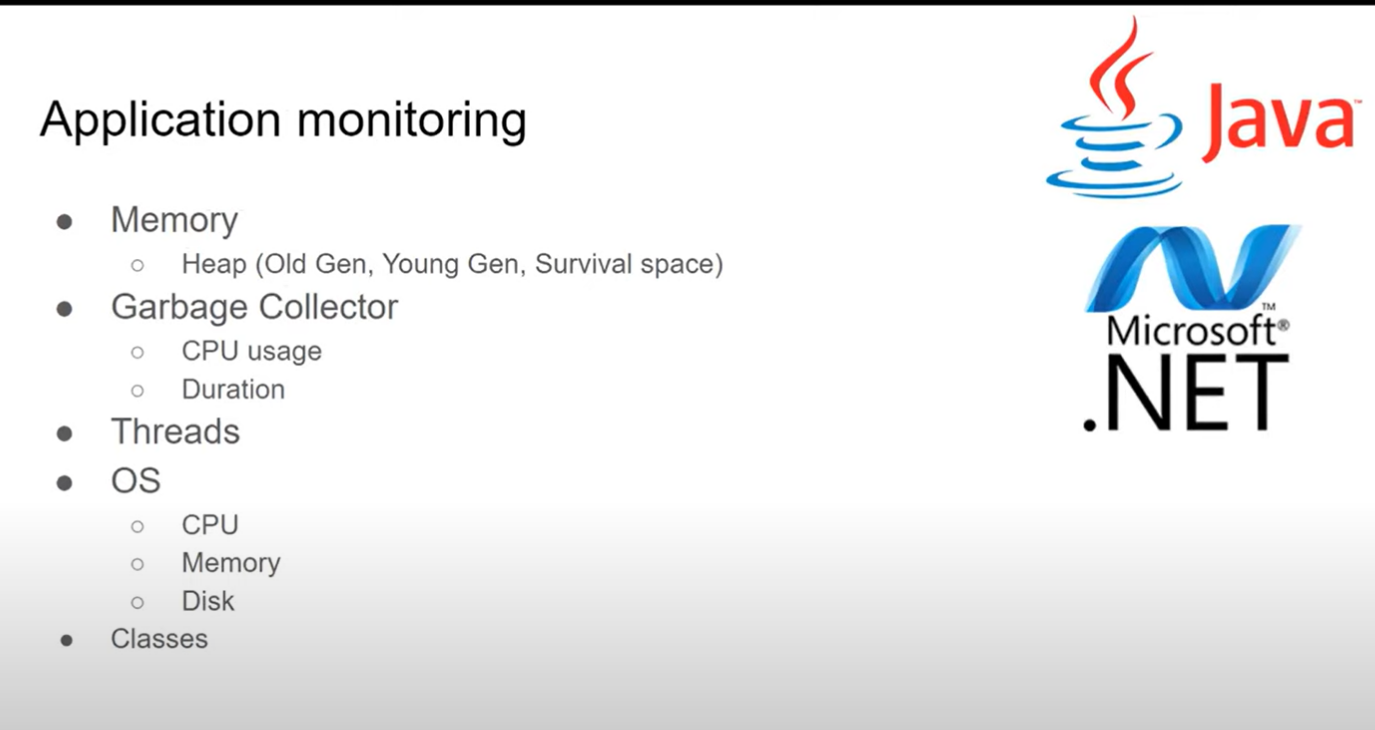 Application monitoring
Memory
Heap (Old Gen, Young Gen, Survival space)
Garbage Collector
CPU usage
Duration
Threads
OS
CPU
Memory
Disk
Classes
Java™
Microsoft®™
.NET